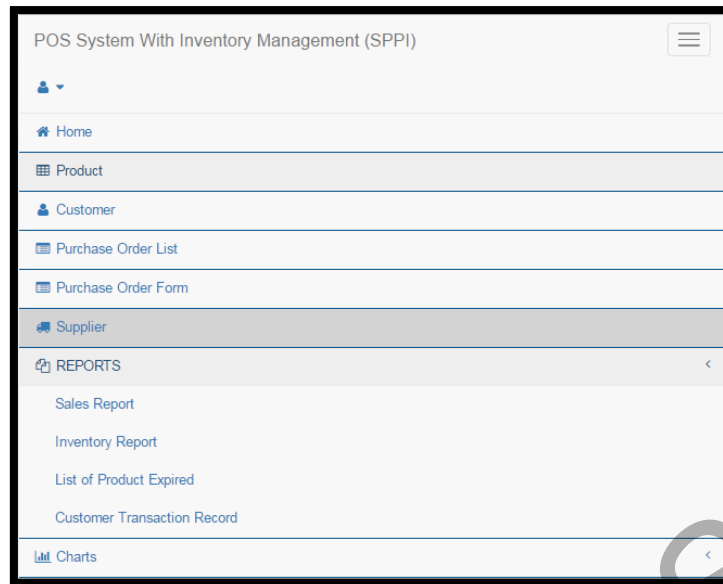 POS System With Inventory Management (SPPI)
Home
Product
Customer
Purchase Order List
Purchase Order Form
Supplier
REPORTS
Sales Report
Inventory Report
List of Product Expired
Customer Transaction Record
Charts